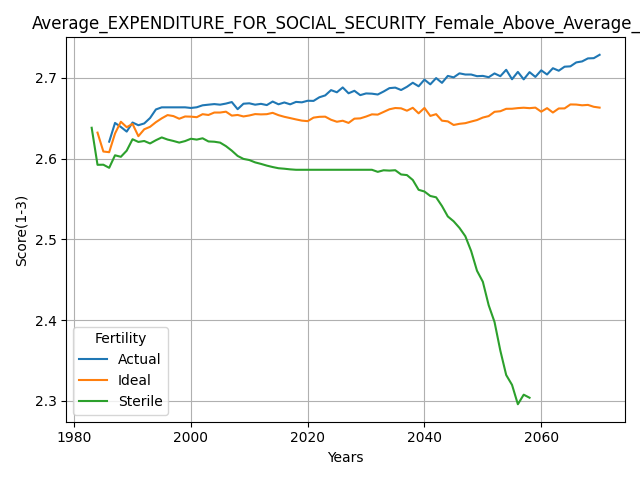 Average_EXPENDITURE_FOR_SOCIAL_SECURITY_Female_Above_Average_
2.7
2.6
2.5
2.4
2.3
Score(1-3)
Fertility
Actual
Ideal
Sterile
1980 2000 2020 2040 2060
Years